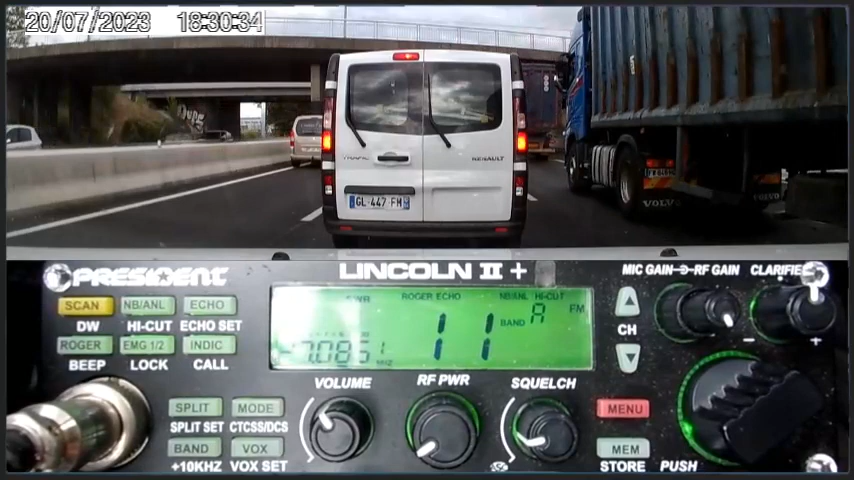 20/07/2023 18:30:34
TRAFIC RENAULT
GL-447-FM
VOLVO
PRESIDENT LINCOLN II +
MIC GAIN RF GAIN CLARIFIER
SCAN NB/ANL ECHO
DW HI-CUT ECHO SET
ROGER EMG 1/2 INDIC
BEEP LOCK CALL
ROGER ECHO NB/ANL HI-CUT
PWR 11 BAND A FM
CH
- +
VOLUME RF PWR SQUELCH
SPLIT MODE MENU
SPLIT SET CTCSS/DCS
BAND VOX MEM
+10KHZ VOX SET STORE PUSH